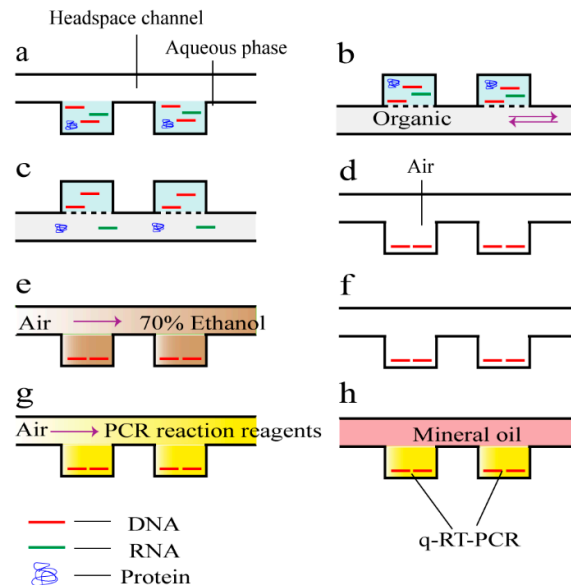 Headspace channel
Aqueous phase
a
b
Organic
c
d
Air
e
Air
70% Ethanol
f
g
Air
PCR reaction reagents
h
Mineral oil
DNA
RNA
Protein
q-RT-PCR